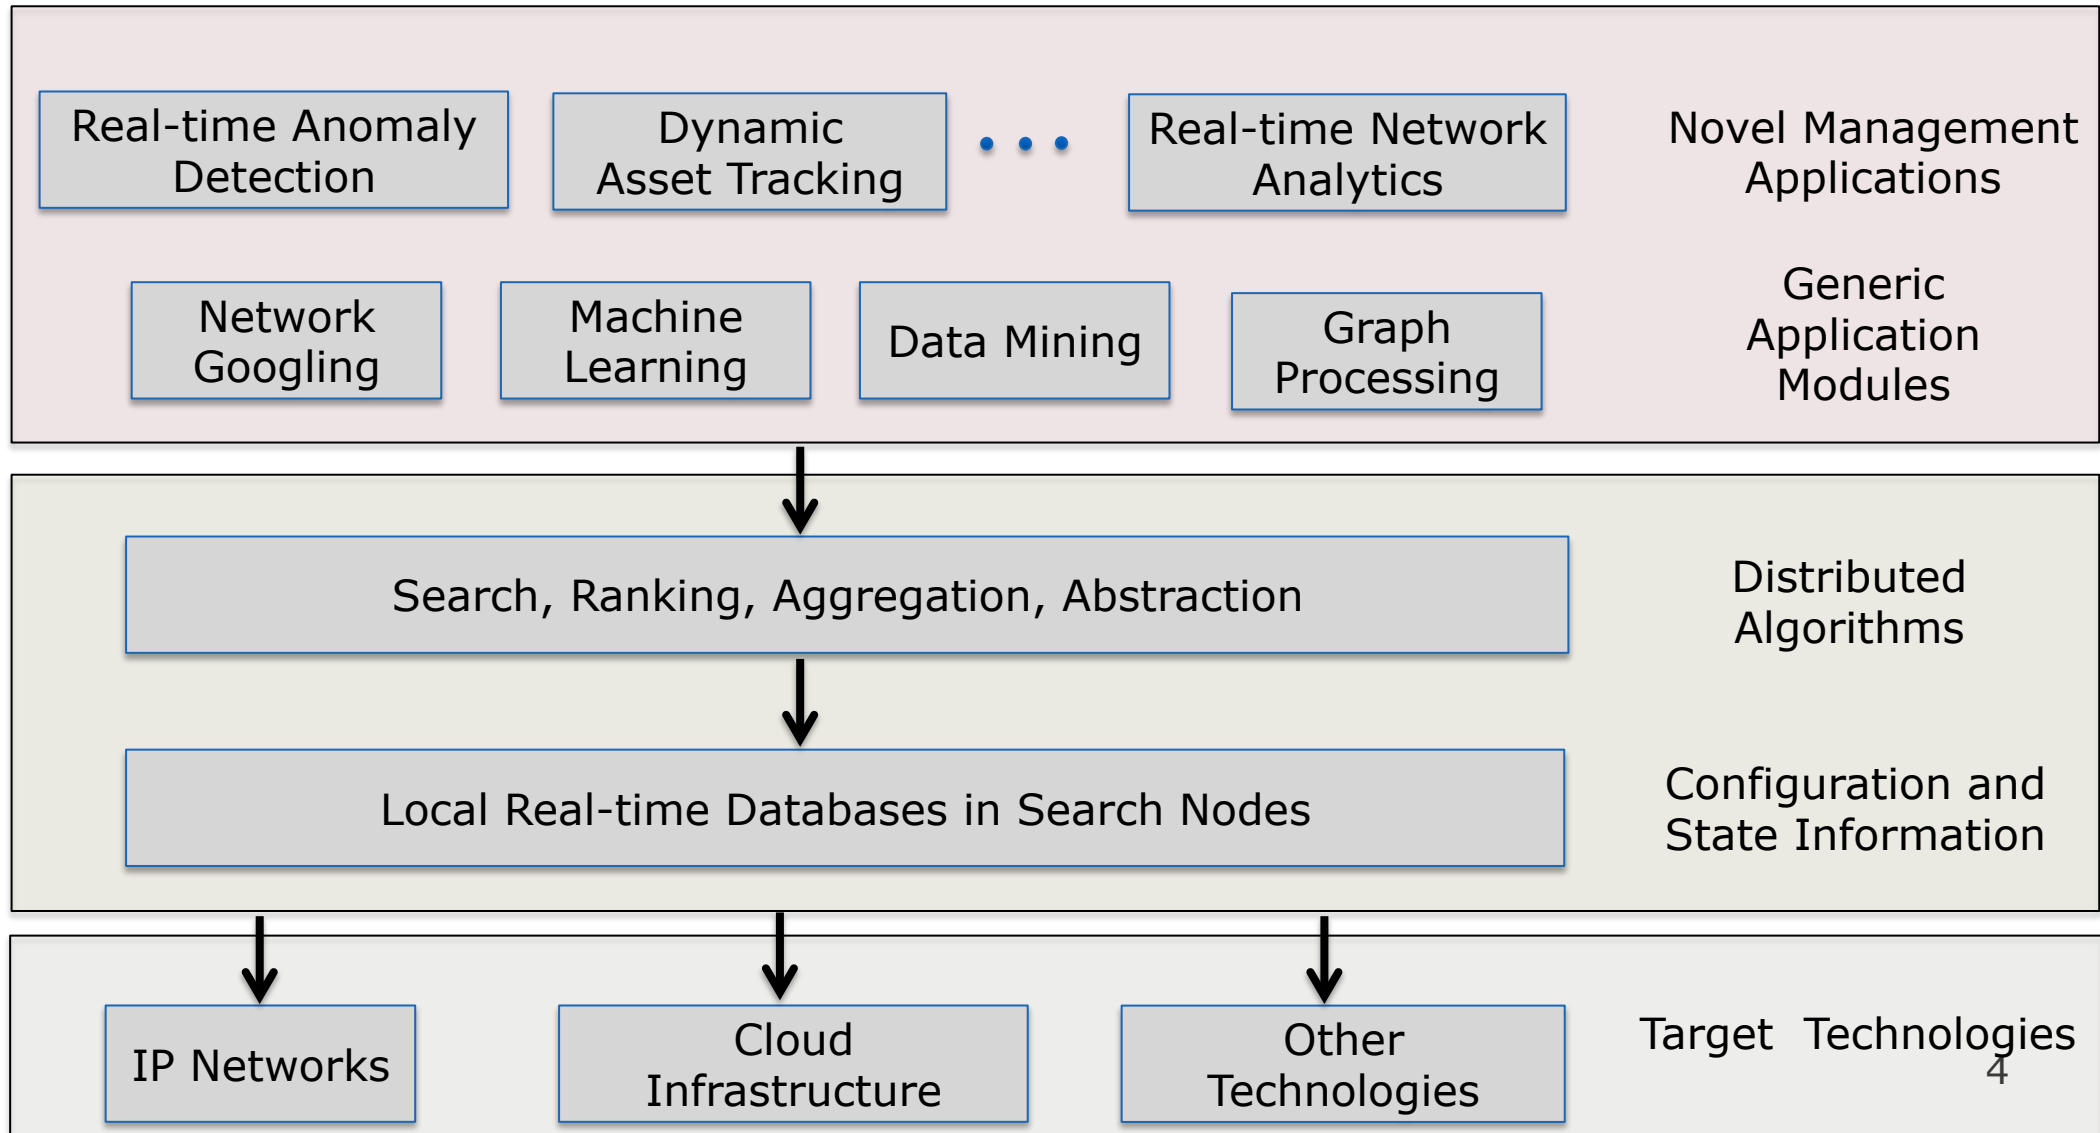 Real-time Anomaly
Detection
Dynamic
Asset Tracking
Real-time Network
Analytics
Novel Management
Applications
Network
Googling
Machine
Learning
Data Mining
Graph
Processing
Generic
Application
Modules
Search, Ranking, Aggregation, Abstraction
Distributed
Algorithms
Local Real-time Databases in Search Nodes
Configuration and
State Information
IP Networks
Cloud
Infrastructure
Other
Technologies
Target Technologies
4